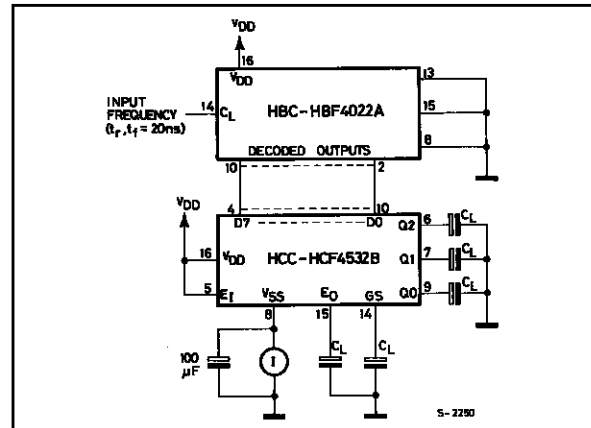 VDD
16
VDD
INPUT
FREQUENCY
(tr, tf = 20ns)
14
CL
HBC-HBF4022A
13
15
8
DECODED OUTPUTS
10
2
VDD
4
10
D7
D0
16
VDD
HCC-HCF4532B
Q2
6
CL
Q1
7
CL
Q0
9
CL
5
EI
VSS
EO
GS
8
15
14
100
µF
I
CL
CL
S-2250